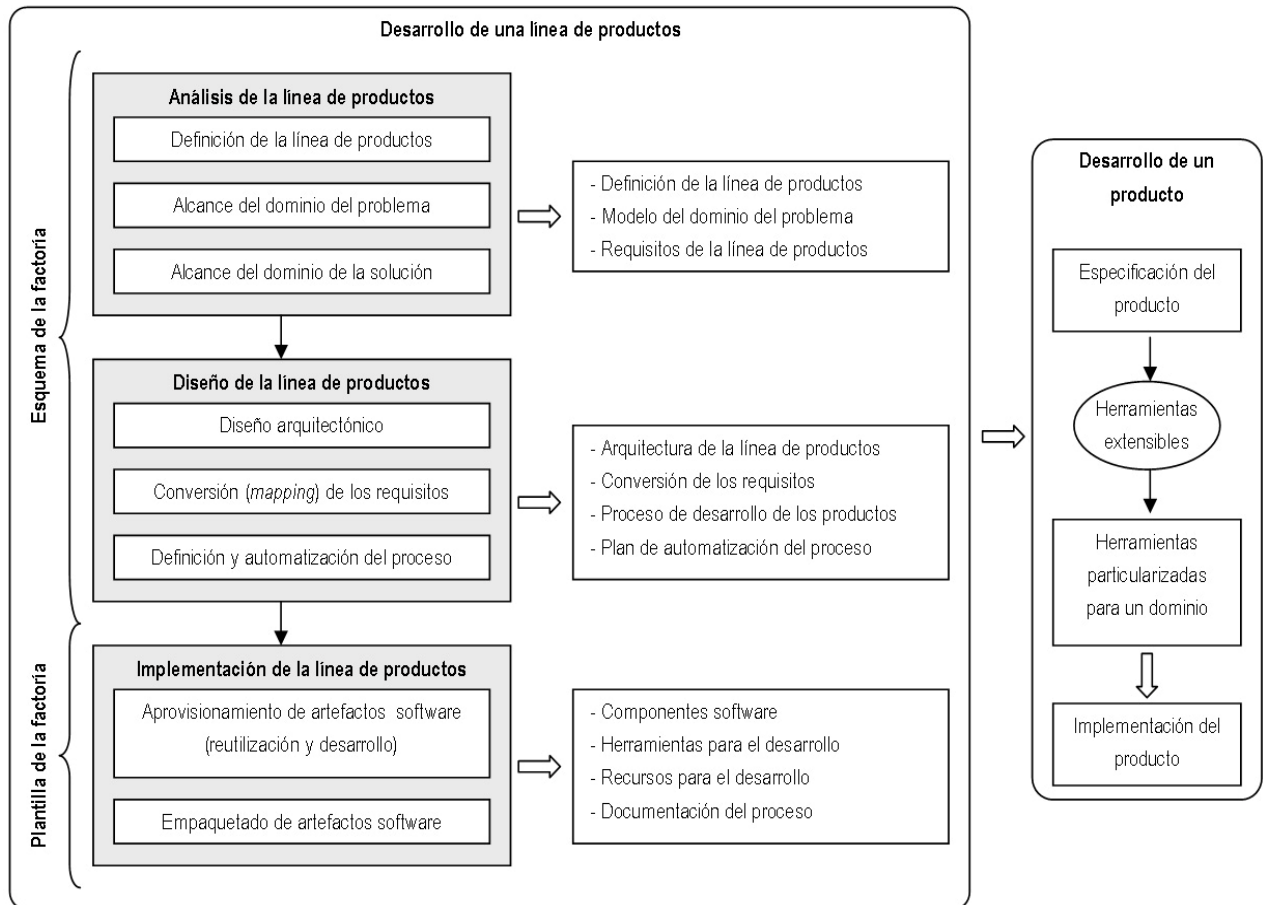 Desarrollo de una línea de productos
Esquema de la factoría
Análisis de la línea de productos
Definición de la línea de productos
Alcance del dominio del problema
Alcance del dominio de la solución
- Definición de la línea de productos
- Modelo del dominio del problema
- Requisitos de la línea de productos
Diseño de la línea de productos
Diseño arquitectónico
Conversión (mapping) de los requisitos
Definición y automatización del proceso
- Arquitectura de la línea de productos
- Conversión de los requisitos
- Proceso de desarrollo de los productos
- Plan de automatización del proceso
Plantilla de la factoría
Implementación de la línea de productos
Aprovisionamiento de artefactos software
(reutilización y desarrollo)
Empaquetado de artefactos software
- Componentes software
- Herramientas para el desarrollo
- Recursos para el desarrollo
- Documentación del proceso
Desarrollo de un
producto
Especificación del
producto
Herramientas
extensibles
Herramientas
particularizadas
para un dominio
Implementación del
producto